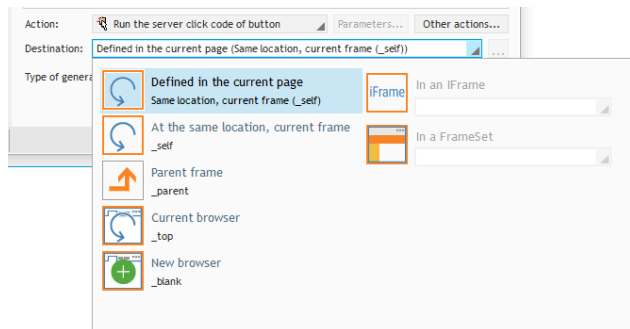 Action:
Run the server click code of button
Parameters...
Other actions...
Destination:
Defined in the current page (Same location, current frame (_self))
...
Type of genera
Defined in the current page
Same location, current frame (_self)
At the same location, current frame
_self
Parent frame
_parent
Current browser
_top
New browser
_blank
iFrame
In an IFrame
In a FrameSet